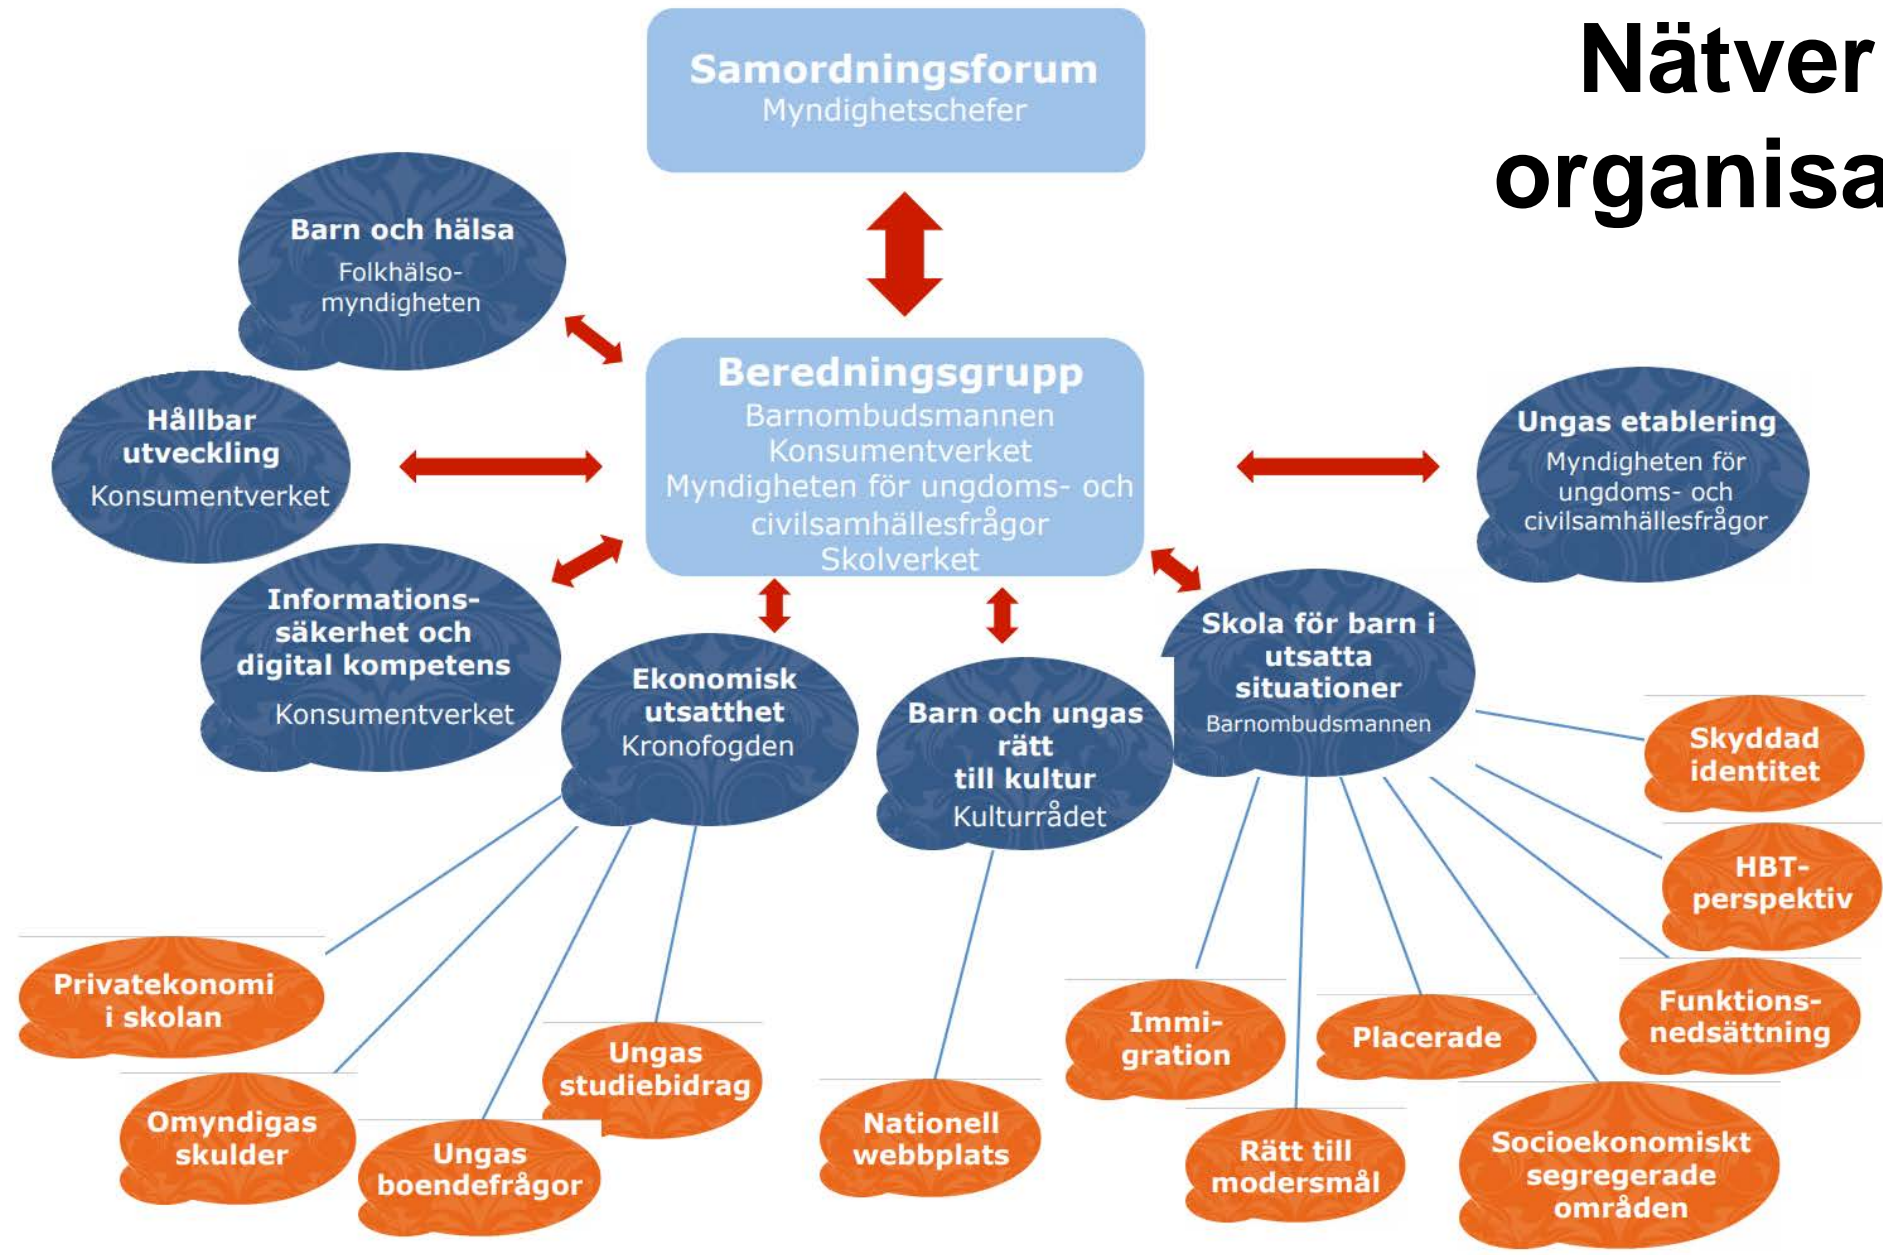 Nätver
organisa
Samordningsforum
Myndighetschefer
Barn och hälsa
Folkhälso-
myndigheten
Beredningsgrupp
Barnombudsmannen
Konsumentverket
Myndigheten för ungdoms- och
civilsamhällesfrågor
Skolverket
Hållbar
utveckling
Konsumentverket
Ungas etablering
Myndigheten för
ungdoms- och
civilsamhällesfrågor
Informations-
säkerhet och
digital kompetens
Konsumentverket
Ekonomisk
utsatthet
Kronofogden
Barn och ungas
rätt
till kultur
Kulturrådet
Skola för barn i
utsatta
situationer
Barnombudsmannen
Skyddad
identitet
HBT-
perspektiv
Funktions-
nedsättning
Privatekonomi
i skolan
Omyndigas
skulder
Ungas
boendefrågor
Ungas
studiebidrag
Nationell
webbplats
Immi-
gration
Rätt till
modersmål
Placerade
Socioekonomiskt
segregerade
områden